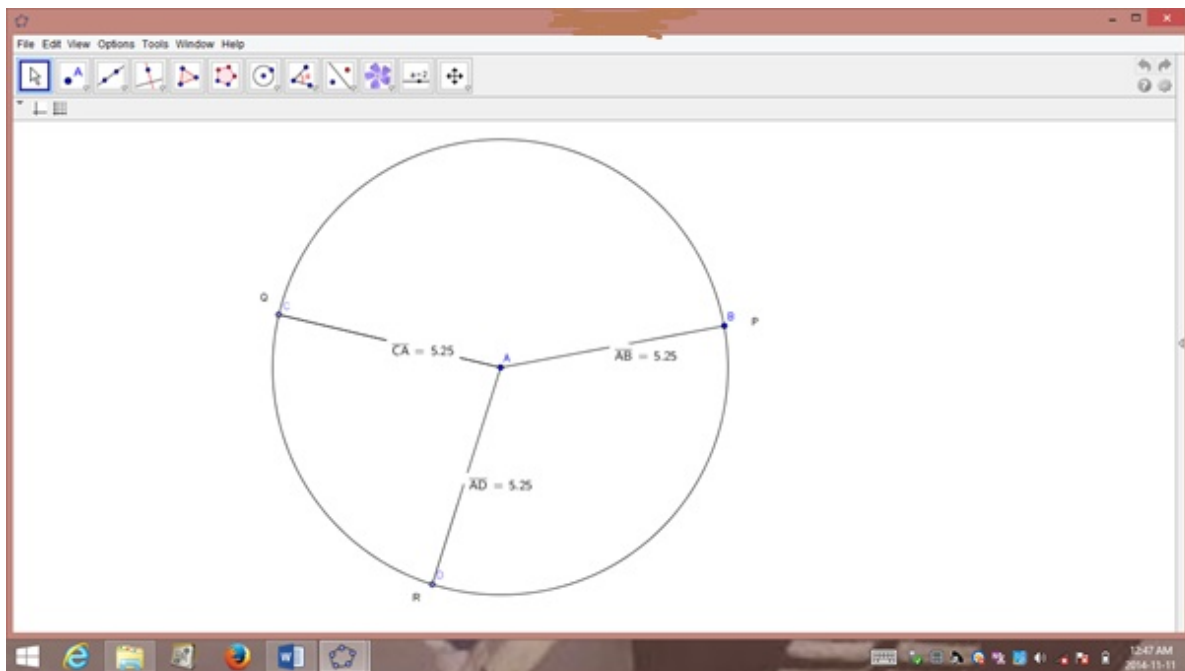 File Edit View Options Tools Window Help
A
a=2
Q
C
B
P
CA = 5.25
A
AB = 5.25
AD = 5.25
D
R
12:47 AM
2014-11-11